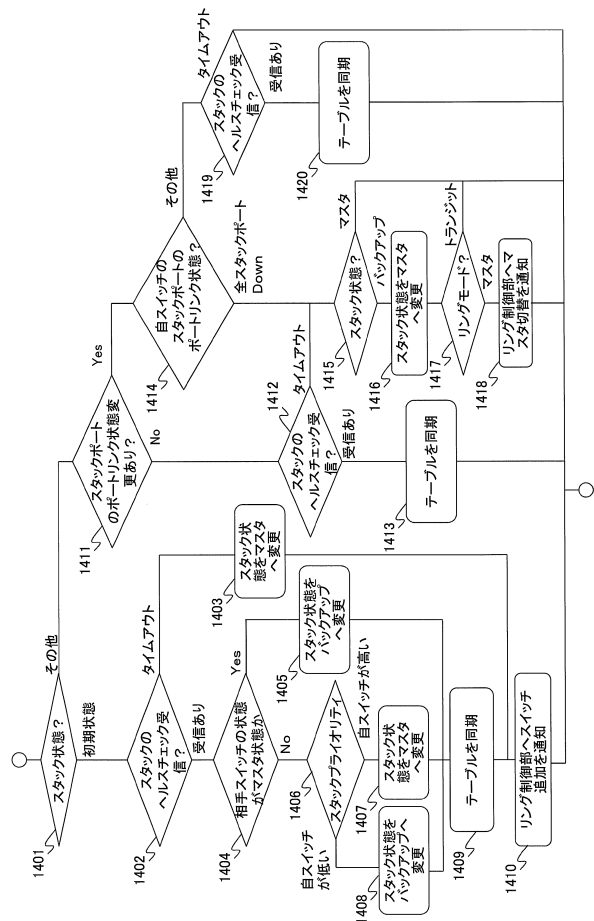 1401
スタック状態?
その他
初期状態
1402
スタックの
ヘルスチェック受
信?
タイムアウト
受信あり
1403
スタック状
態をマスタ
へ変更
1404
相手スイッチの状態
がマスタ状態か
Yes
No
1405
スタック状態を
バックアップ
へ変更
1406
スタックプライオリティ
自スイッチ
が低い
自スイッチが高い
1407
スタック状
態をマスタ
へ変更
1408
スタック状態を
バックアップへ
変更
1409
テーブルを同期
1410
リング制御部へスイッチ
追加を通知
1411
スタックポート
のポートリンク状態変
更あり?
Yes
No
1412
スタックの
ヘルスチェック受
信?
タイムアウト
受信あり
1413
テーブルを同期
1414
自スイッチの
スタックポートの
ポートリンク状態?
その他
全スタックポート
Down
1415
スタック状態?
マスタ
バックアップ
1416
スタック状態をマスタ
へ変更
1417
リングモード?
トランジット
マスタ
1418
リング制御部へマ
スタ切替を通知
1419
スタックの
ヘルスチェック受
信?
タイムアウト
受信あり
1420
テーブルを同期